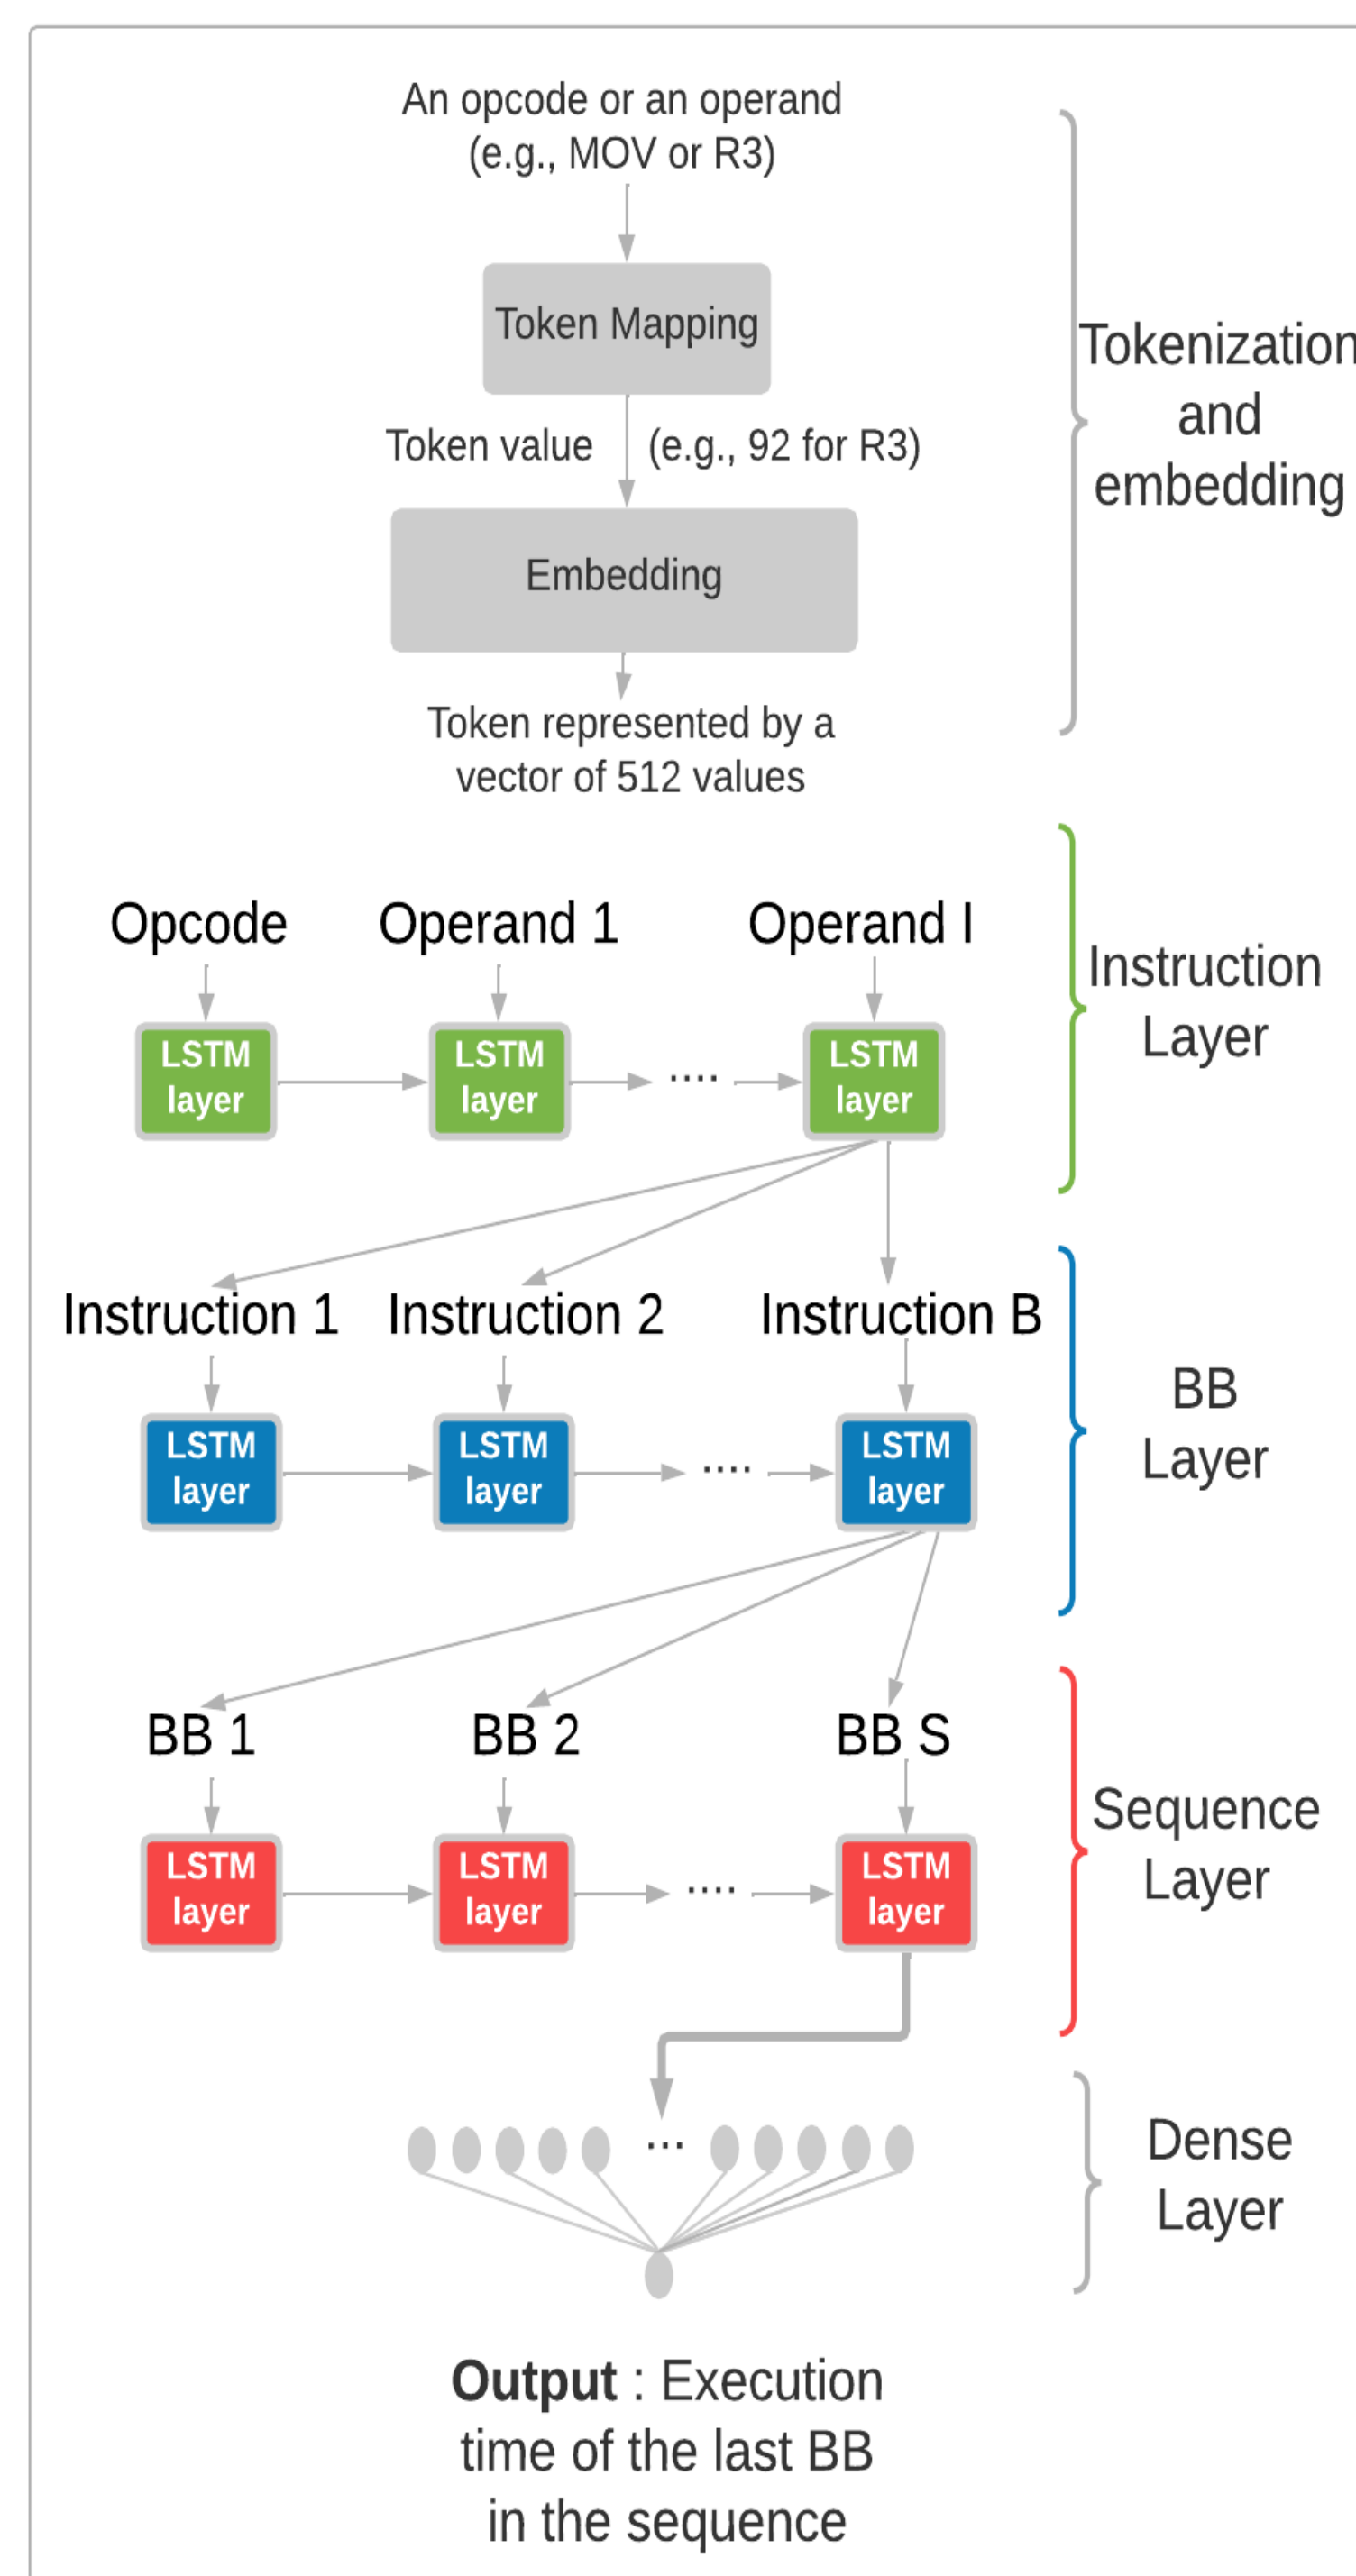 An opcode or an operand
(e.g., MOV or R3)
Token Mapping
Token value (e.g., 92 for R3)
Embedding
Token represented by a
vector of 512 values
Tokenization
and
embedding
Opcode Operand 1 Operand I
LSTM
layer
LSTM
layer
....
LSTM
layer
Instruction
Layer
Instruction 1 Instruction 2 Instruction B
LSTM
layer
LSTM
layer
....
LSTM
layer
BB
Layer
BB 1 BB 2 BB S
LSTM
layer
LSTM
layer
....
LSTM
layer
Sequence
Layer
...
Dense
Layer
Output : Execution
time of the last BB
in the sequence